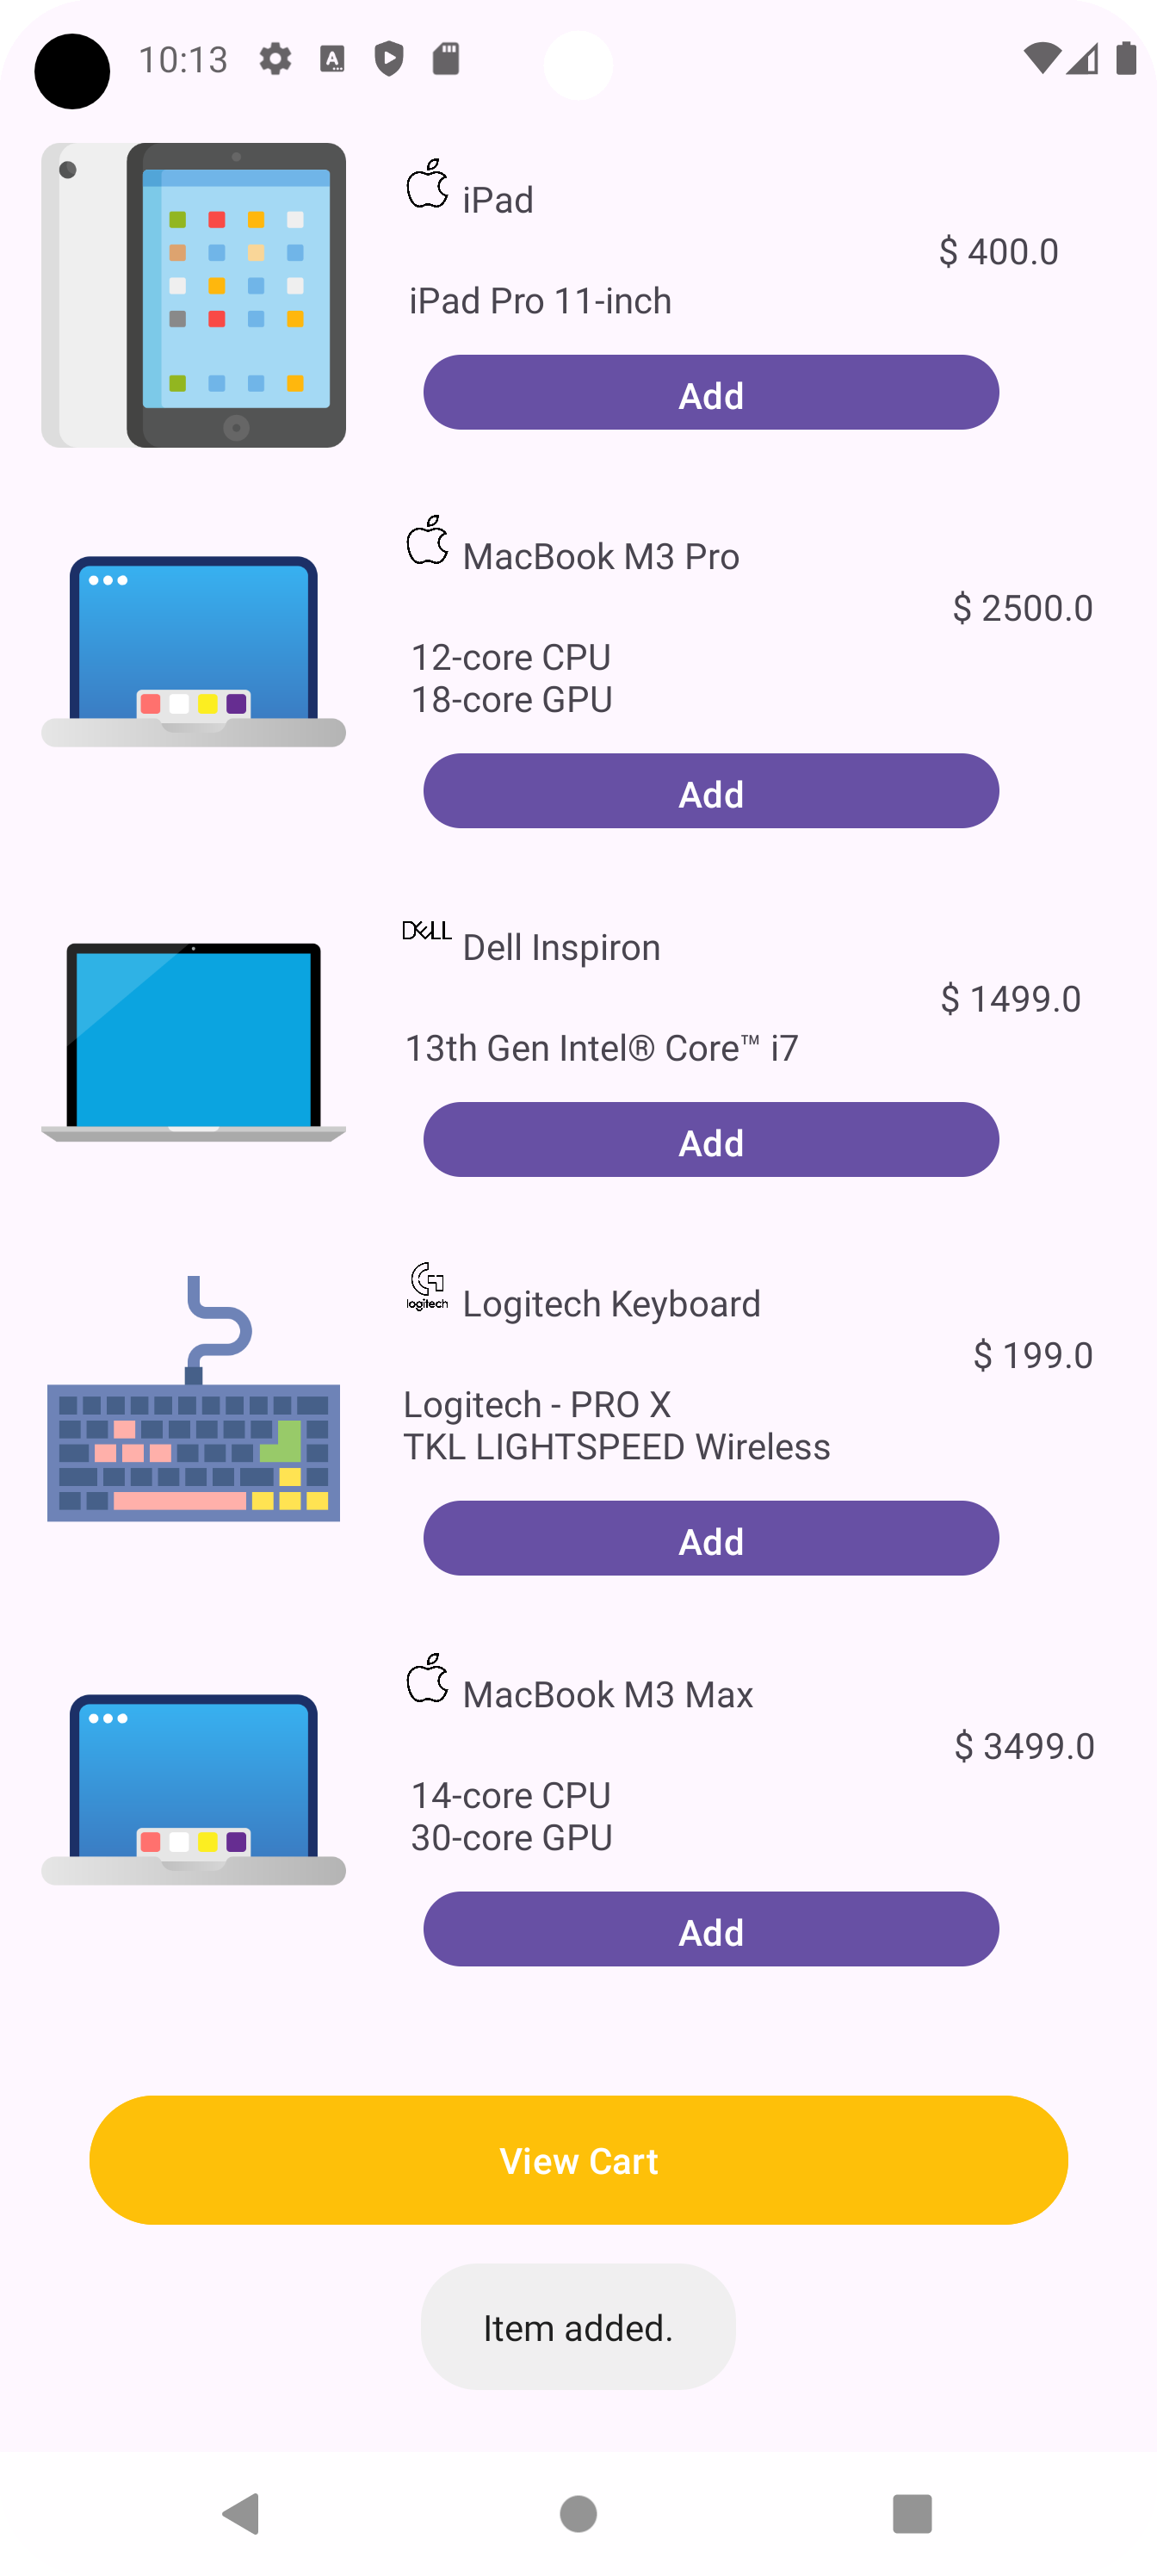 10:13
iPad
$ 400.0
iPad Pro 11-inch
Add
MacBook M3 Pro
$ 2500.0
12-core CPU
18-core GPU
Add
DELL Dell Inspiron
$ 1499.0
13th Gen Intel® Core™ i7
Add
logitech Logitech Keyboard
$ 199.0
Logitech - PRO X
TKL LIGHTSPEED Wireless
Add
MacBook M3 Max
$ 3499.0
14-core CPU
30-core GPU
Add
View Cart
Item added.